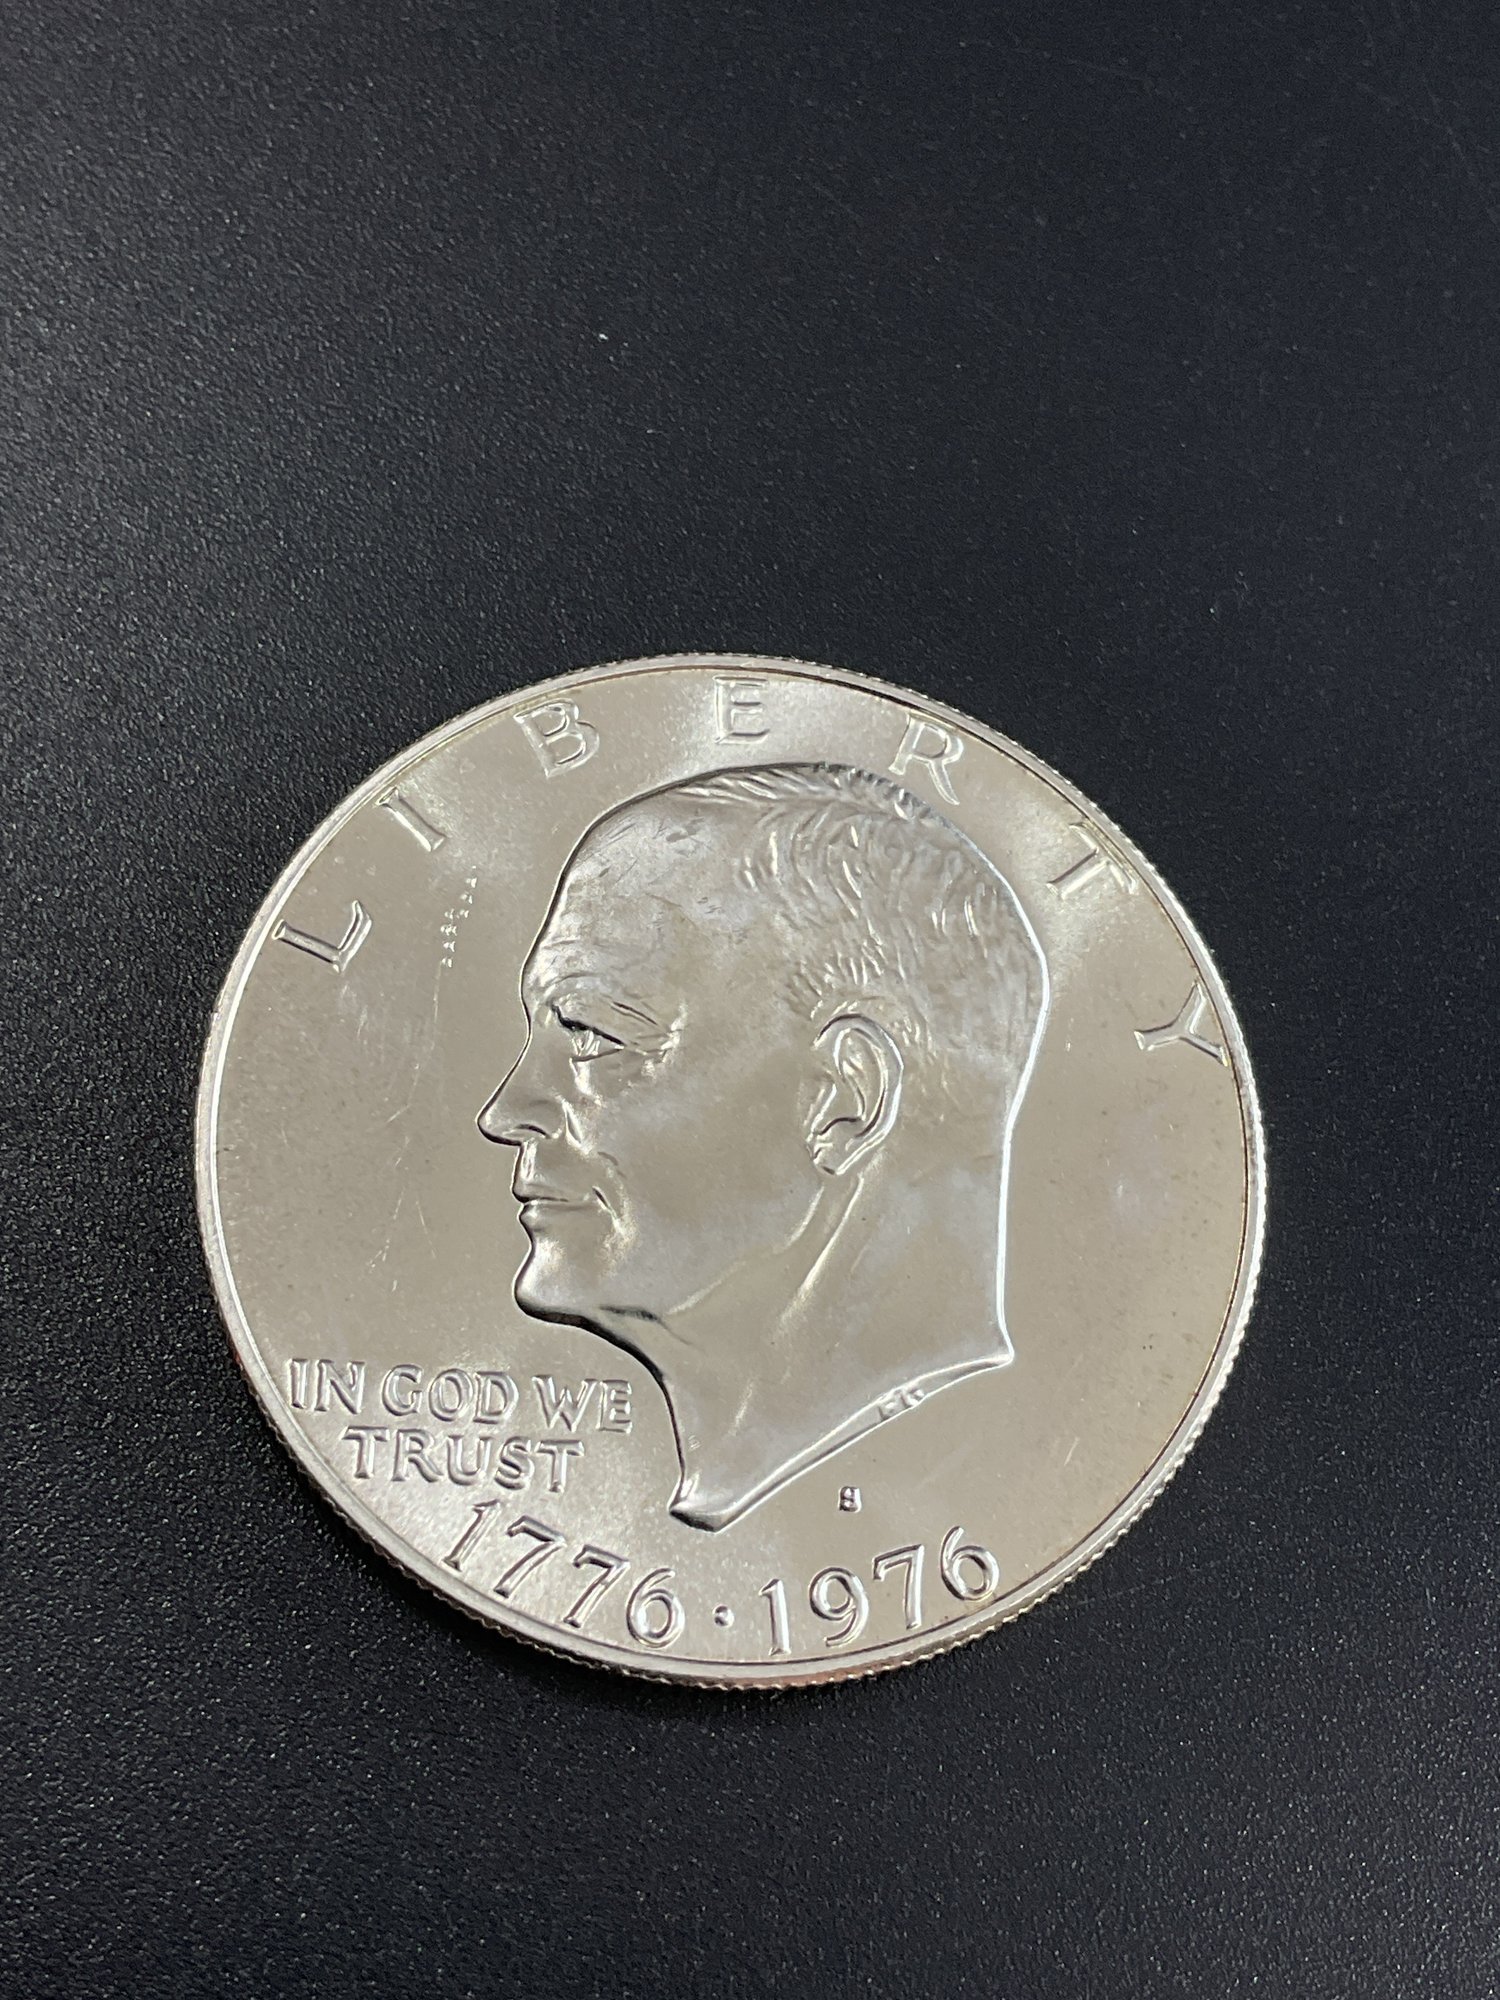 LIBERTY
IN GOD WE
TRUST
S
1776·1976